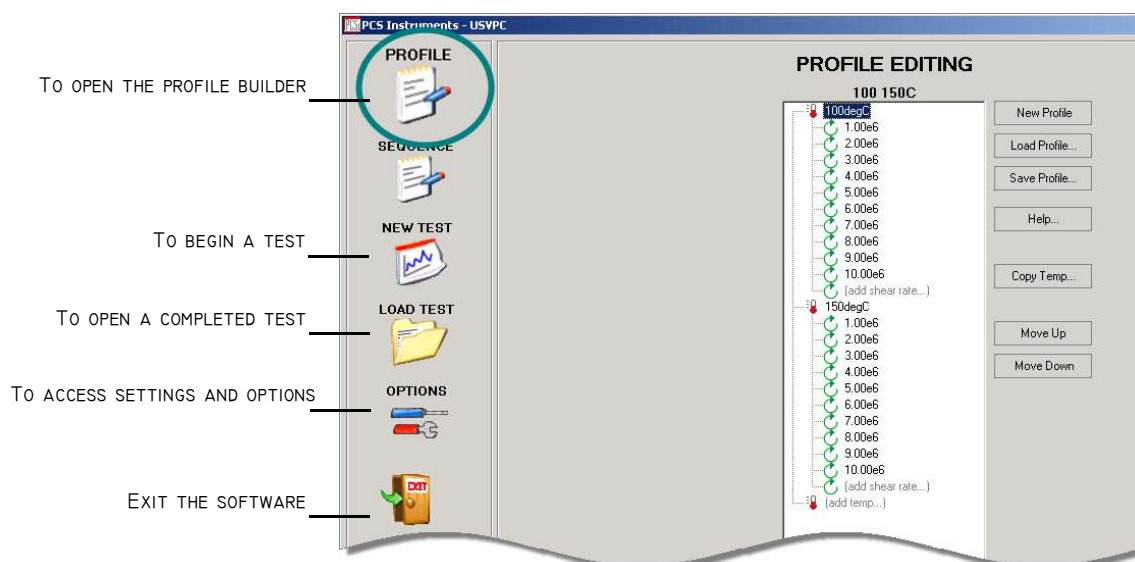 PCS Instruments - USVPC
TO OPEN THE PROFILE BUILDER
TO BEGIN A TEST
TO OPEN A COMPLETED TEST
TO ACCESS SETTINGS AND OPTIONS
EXIT THE SOFTWARE
PROFILE
SEQUENCE
NEW TEST
LOAD TEST
OPTIONS
EXIT
PROFILE EDITING
100 150C
100degC
1.00e6
2.00e6
3.00e6
4.00e6
5.00e6
6.00e6
7.00e6
8.00e6
9.00e6
10.00e6
(add shear rate...)
150degC
1.00e6
2.00e6
3.00e6
4.00e6
5.00e6
6.00e6
7.00e6
8.00e6
9.00e6
10.00e6
(add shear rate...)
(add temp...)
New Profile
Load Profile...
Save Profile...
Help...
Copy Temp...
Move Up
Move Down